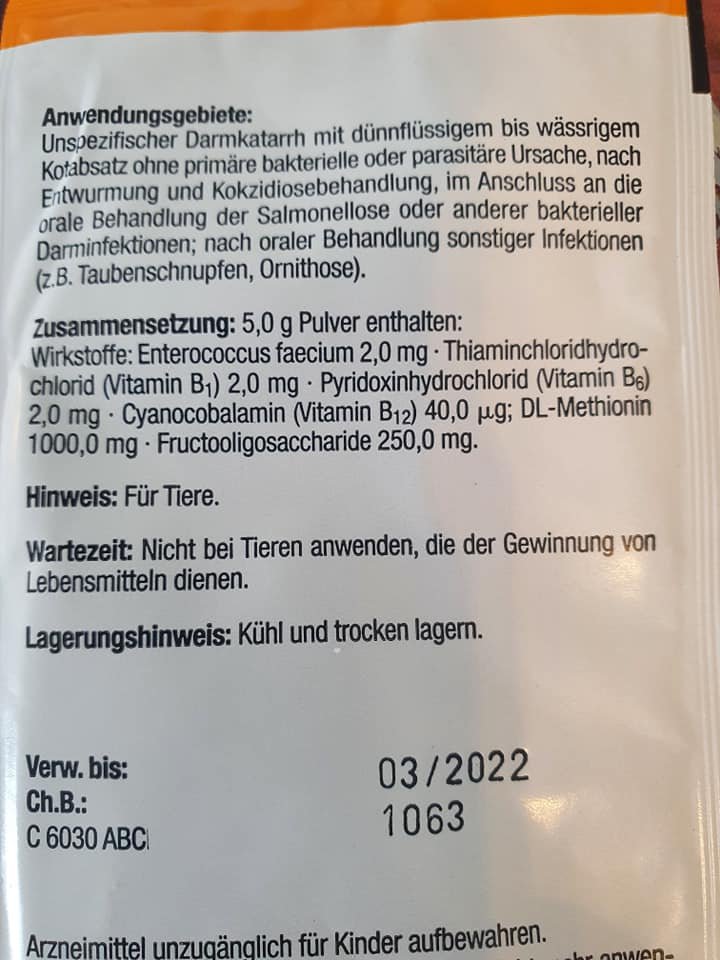 Anwendungsgebiete:
Unspezifischer Darmkatarrh mit dünnflüssigem bis wässrigem
Kotabsatz ohne primäre bakterielle oder parasitäre Ursache, nach
Entwurmung und Kokzidiosebehandlung, im Anschluss an die
orale Behandlung der Salmonellose oder anderer bakterieller
Darminfektionen; nach oraler Behandlung sonstiger Infektionen
(z.B. Taubenschnupfen, Ornithose).
Zusammensetzung: 5,0 g Pulver enthalten:
Wirkstoffe: Enterococcus faecium 2,0 mg · Thiaminchloridhydro-
chlorid (Vitamin B₁) 2,0 mg · Pyridoxinhydrochlorid (Vitamin B₆)
2,0 mg · Cyanocobalamin (Vitamin B₁₂) 40,0 µg; DL-Methionin
1000,0 mg · Fructooligosaccharide 250,0 mg.
Hinweis: Für Tiere.
Wartezeit: Nicht bei Tieren anwenden, die der Gewinnung von
Lebensmitteln dienen.
Lagerungshinweis: Kühl und trocken lagern.
Verw. bis: 03/2022
Ch.B.: 1063
C 6030 ABC
Arzneimittel unzugänglich für Kinder aufbewahren.
anwen-